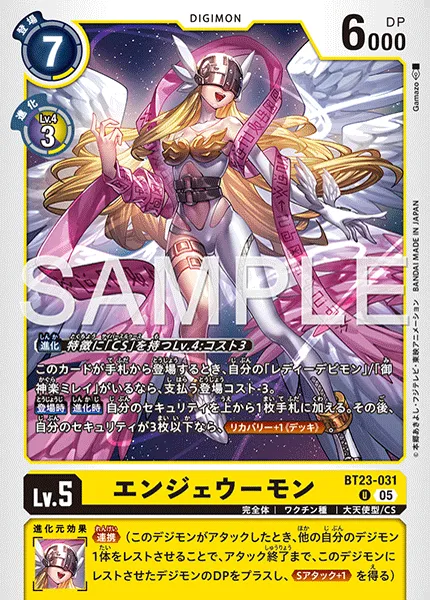 DIGIMON
登場
7
DP
6000
進化
Lv.4
3
Gamazo
BANDAI MADE IN JAPAN
©本郷あきよし・フジテレビ・東映アニメーション
SAMPLE
進化 特徴に「CS」を持つLv.4:コスト3
このカードが手札から登場するとき、自分の「レディーデビモン」/「御
神楽ミレイ」がいるなら、支払う登場コスト-3。
登場時 進化時 自分のセキュリティを上から1枚手札に加える。その後、
自分のセキュリティが3枚以下なら、リカバリー+1《デッキ》
BT23-031
Lv.5
エンジェウーモン
U 05
完全体 | ワクチン種 | 大天使型/CS
進化元効果
連携 (このデジモンがアタックしたとき、他の自分のデジモン
1体をレストさせることで、アタック終了まで、このデジモンに
レストさせたデジモンのDPをプラスし、Sアタック+1 を得る)